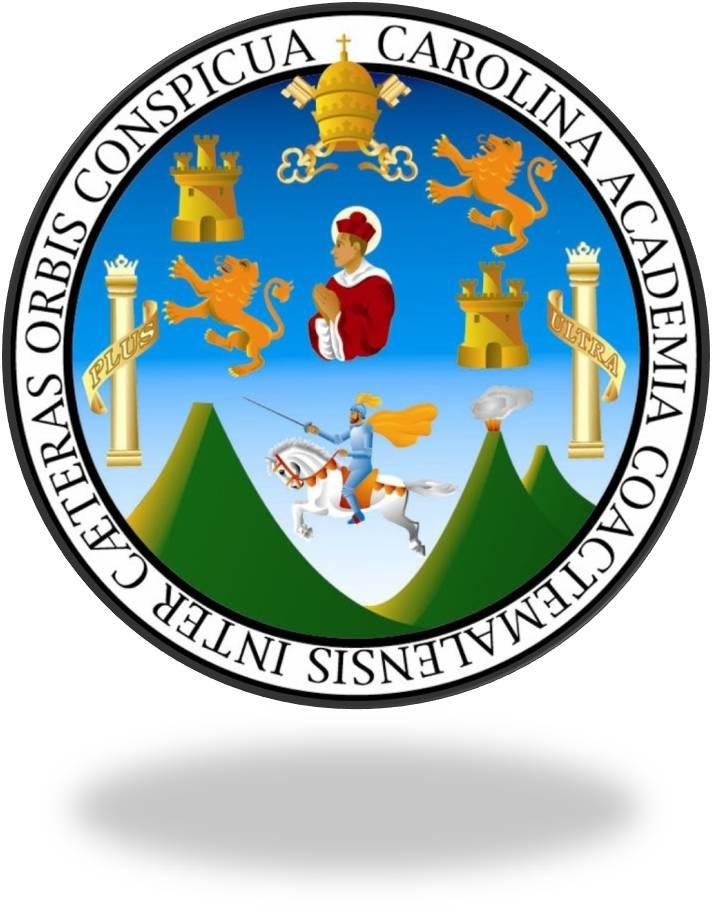 CAROLINA ACADEMIA COACTEMALENSIS INTER CÆTERAS ORBIS CONSPICUA
PLUS
ULTRA